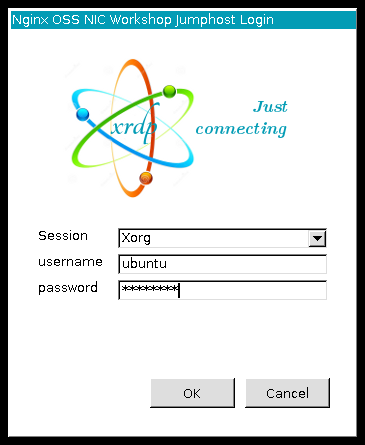 Nginx OSS NIC Workshop Jumphost Login
xrdp
Just
connecting
Session
Xorg
username
ubuntu
password
********
OK
Cancel